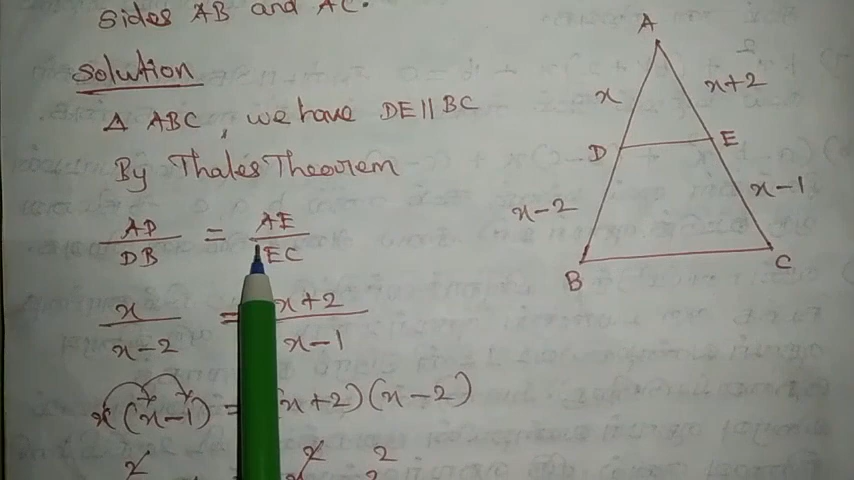 sides AB and AC.
Solution
Δ ABC, we have DE || BC
By Thales Theorem
AD/DB = AE/EC
x/x-2 = x+2/x-1
x(x-1) = (x+2)(x-2)
A
x
x+2
D
E
x-2
x-1
B
C